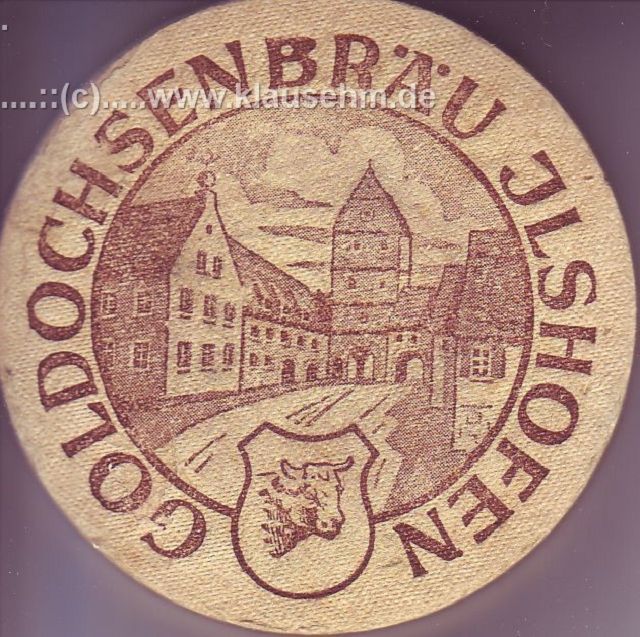 .
....::(c).....www.klausehm.de
GOLDOCHSENBRÄU JLSHOFEN